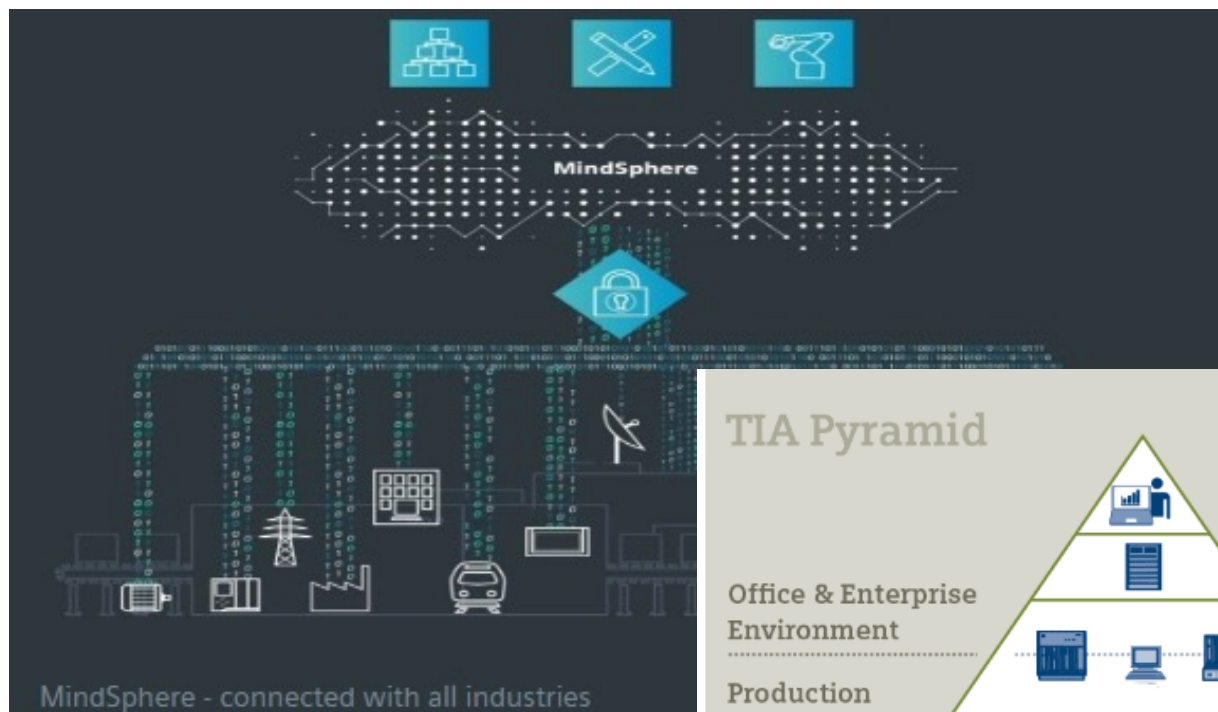 MindSphere
TIA Pyramid
Office & Enterprise
Environment
Production
MindSphere - connected with all industries